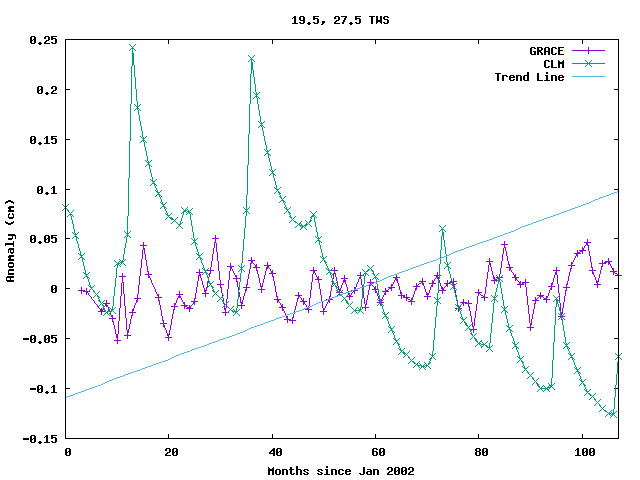 19.5, 27.5 TWS
GRACE
CLM
Trend Line
0.25
0.2
0.15
0.1
0.05
0
-0.05
-0.1
-0.15
Anomaly (cm)
0 20 40 60 80 100
Months since Jan 2002